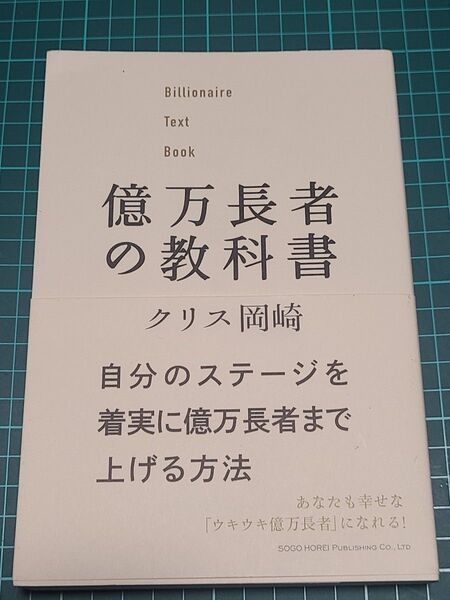 Billionaire
Text
Book
億万長者
の教科書
クリス岡崎
自分のステージを
着実に億万長者まで
上げる方法
あなたも幸せな
「ウキウキ億万長者」になれる!
SOGO HOREI PUBLISHING CO., LTD